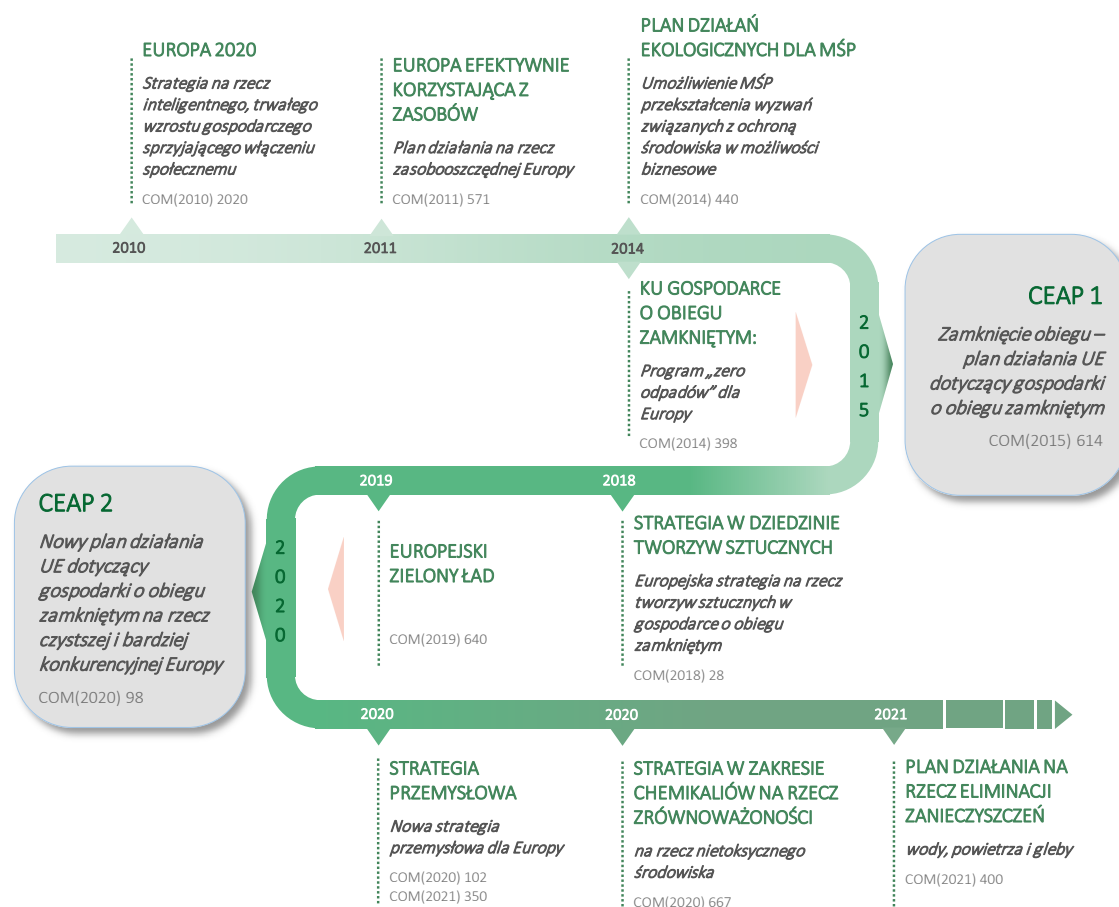 EUROPA 2020
Strategia na rzecz
inteligentnego, trwałego
wzrostu gospodarczego
sprzyjającego włączeniu
społecznemu
COM(2010) 2020
EUROPA EFEKTYWNIE
KORZYSTAJĄCA Z
ZASOBÓW
Plan działania na rzecz
zasobooszczędnej Europy
COM(2011) 571
PLAN DZIAŁAŃ
EKOLOGICZNYCH DLA MŚP
Umożliwienie MŚP
przekształcenia wyzwań
związanych z ochroną
środowiska w możliwości
biznesowe
COM(2014) 440
2010
2011
2014
KU GOSPODARCE
O OBIEGU
ZAMKNIĘTYM:
Program „zero
odpadów” dla
Europy
COM(2014) 398
2015
CEAP 1
Zamknięcie obiegu –
plan działania UE
dotyczący gospodarki
o obiegu zamkniętym
COM(2015) 614
2019
2018
STRATEGIA W DZIEDZINIE
TWORZYW SZTUCZNYCH
Europejska strategia na rzecz
tworzyw sztucznych w
gospodarce o obiegu
zamkniętym
COM(2018) 28
EUROPEJSKI
ZIELONY ŁAD
COM(2019) 640
2020
CEAP 2
Nowy plan działania
UE dotyczący
gospodarki o obiegu
zamkniętym na rzecz
czystszej i bardziej
konkurencyjnej Europy
COM(2020) 98
2020
2020
2021
STRATEGIA
PRZEMYSŁOWA
Nowa strategia
przemysłowa dla Europy
COM(2020) 102
COM(2021) 350
STRATEGIA W ZAKRESIE
CHEMIKALIÓW NA RZECZ
ZRÓWNOWAŻONOŚCI
na rzecz nietoksycznego
środowiska
COM(2020) 667
PLAN DZIAŁANIA NA
RZECZ ELIMINACJI
ZANIECZYSZCZEŃ
wody, powietrza i gleby
COM(2021) 400